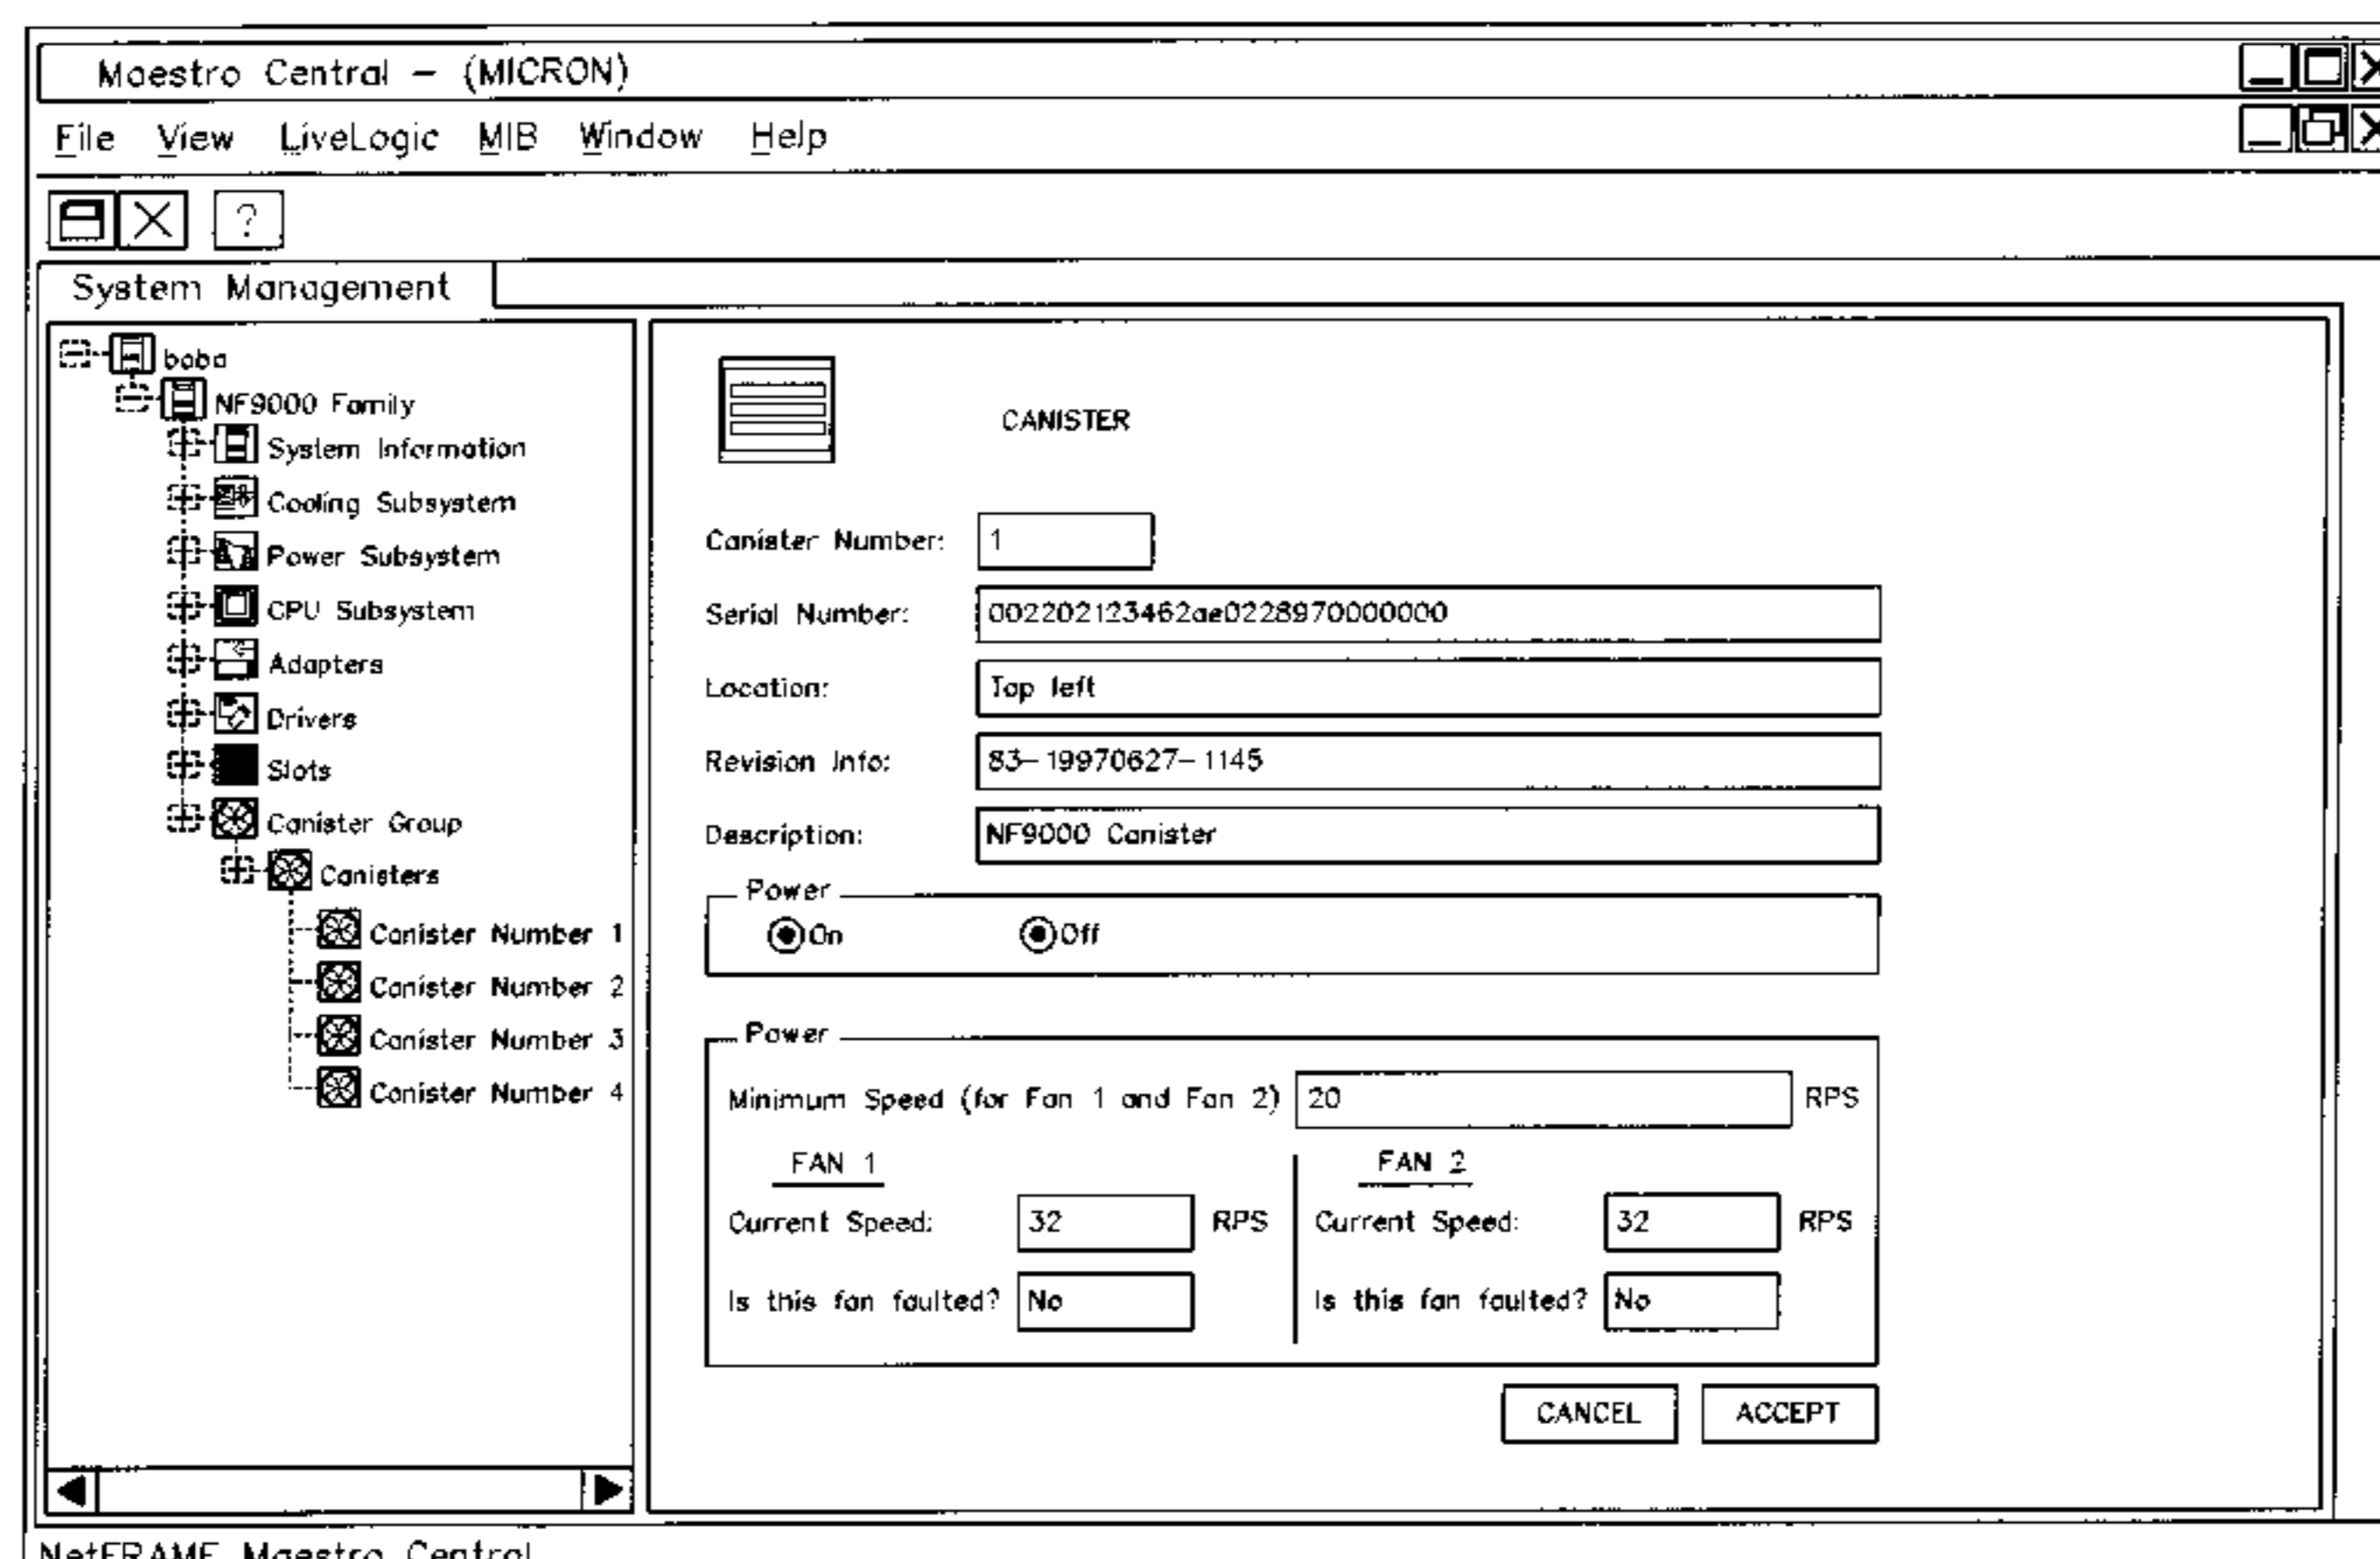 Maestro Central - (MICRON)
File View LiveLogic MIB Window Help
?
System Management
baba
NF9000 Family
System Information
Cooling Subsystem
Power Subsystem
CPU Subsystem
Adapters
Drivers
Slots
Canister Group
Canisters
Canister Number 1
Canister Number 2
Canister Number 3
Canister Number 4
CANISTER
Canister Number: 1
Serial Number: 002202123462ae0228970000000
Location: Top left
Revision Info: 83-19970627-1145
Description: NF9000 Canister
Power
On Off
Power
Minimum Speed (for Fan 1 and Fan 2) 20 RPS
FAN 1 FAN 2
Current Speed: 32 RPS Current Speed: 32 RPS
Is this fan faulted? No Is this fan faulted? No
CANCEL ACCEPT
NetFRAME Maestro Central